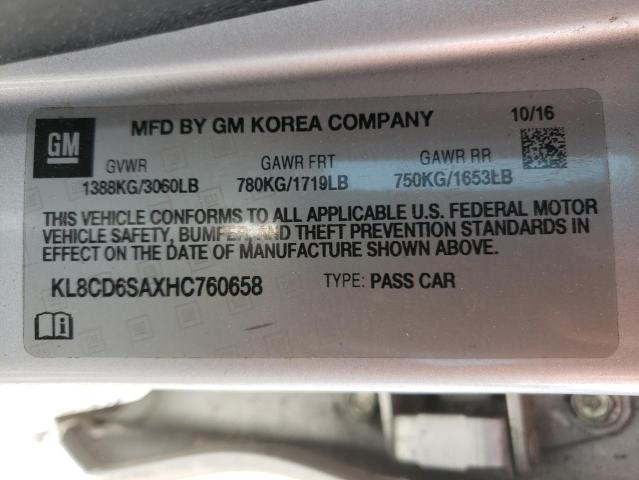 GM
MFD BY GM KOREA COMPANY
10/16
GVWR GAWR FRT GAWR RR
1388KG/3060LB 780KG/1719LB 750KG/1653LB
THIS VEHICLE CONFORMS TO ALL APPLICABLE U.S. FEDERAL MOTOR
VEHICLE SAFETY, BUMPER, AND THEFT PREVENTION STANDARDS IN
EFFECT ON THE DATE OF MANUFACTURE SHOWN ABOVE.
KL8CD6SAXHC760658 TYPE: PASS CAR